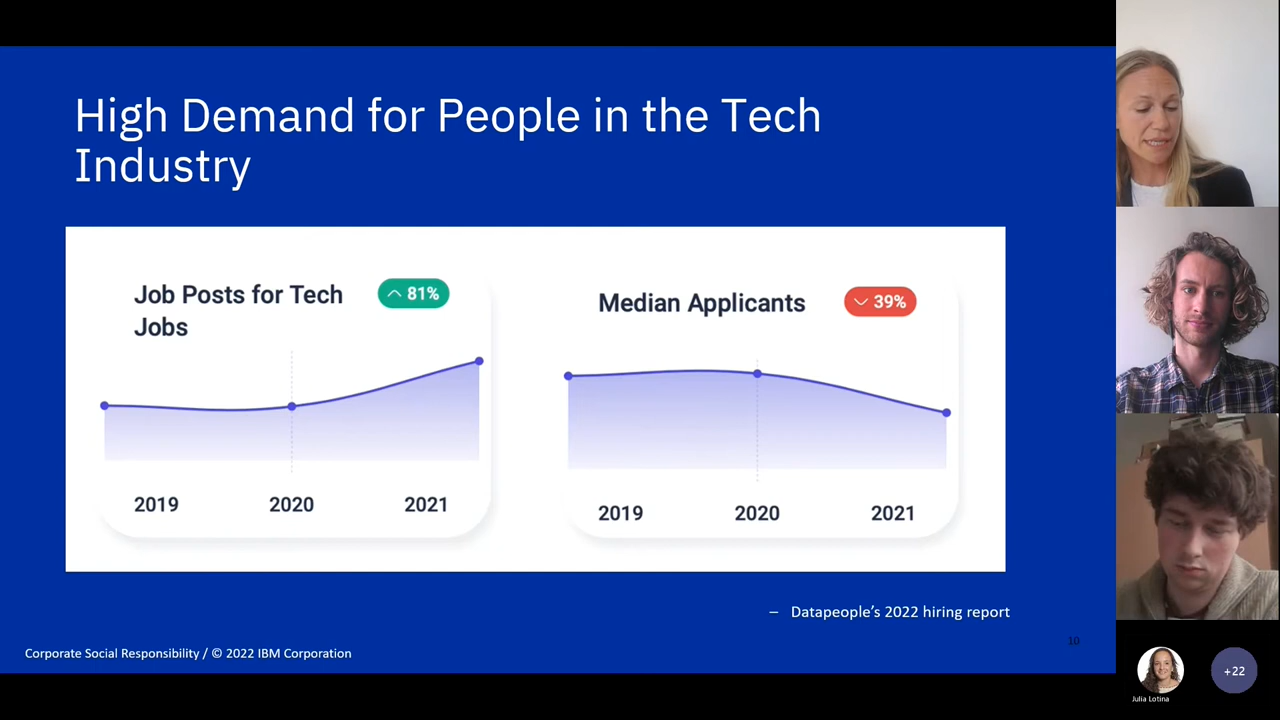 High Demand for People in the Tech
Industry
Job Posts for Tech
Jobs
81%
2019
2020
2021
Median Applicants
39%
2019
2020
2021
– Datapeople’s 2022 hiring report
10
Corporate Social Responsibility / © 2022 IBM Corporation
Julia Lotina
+22